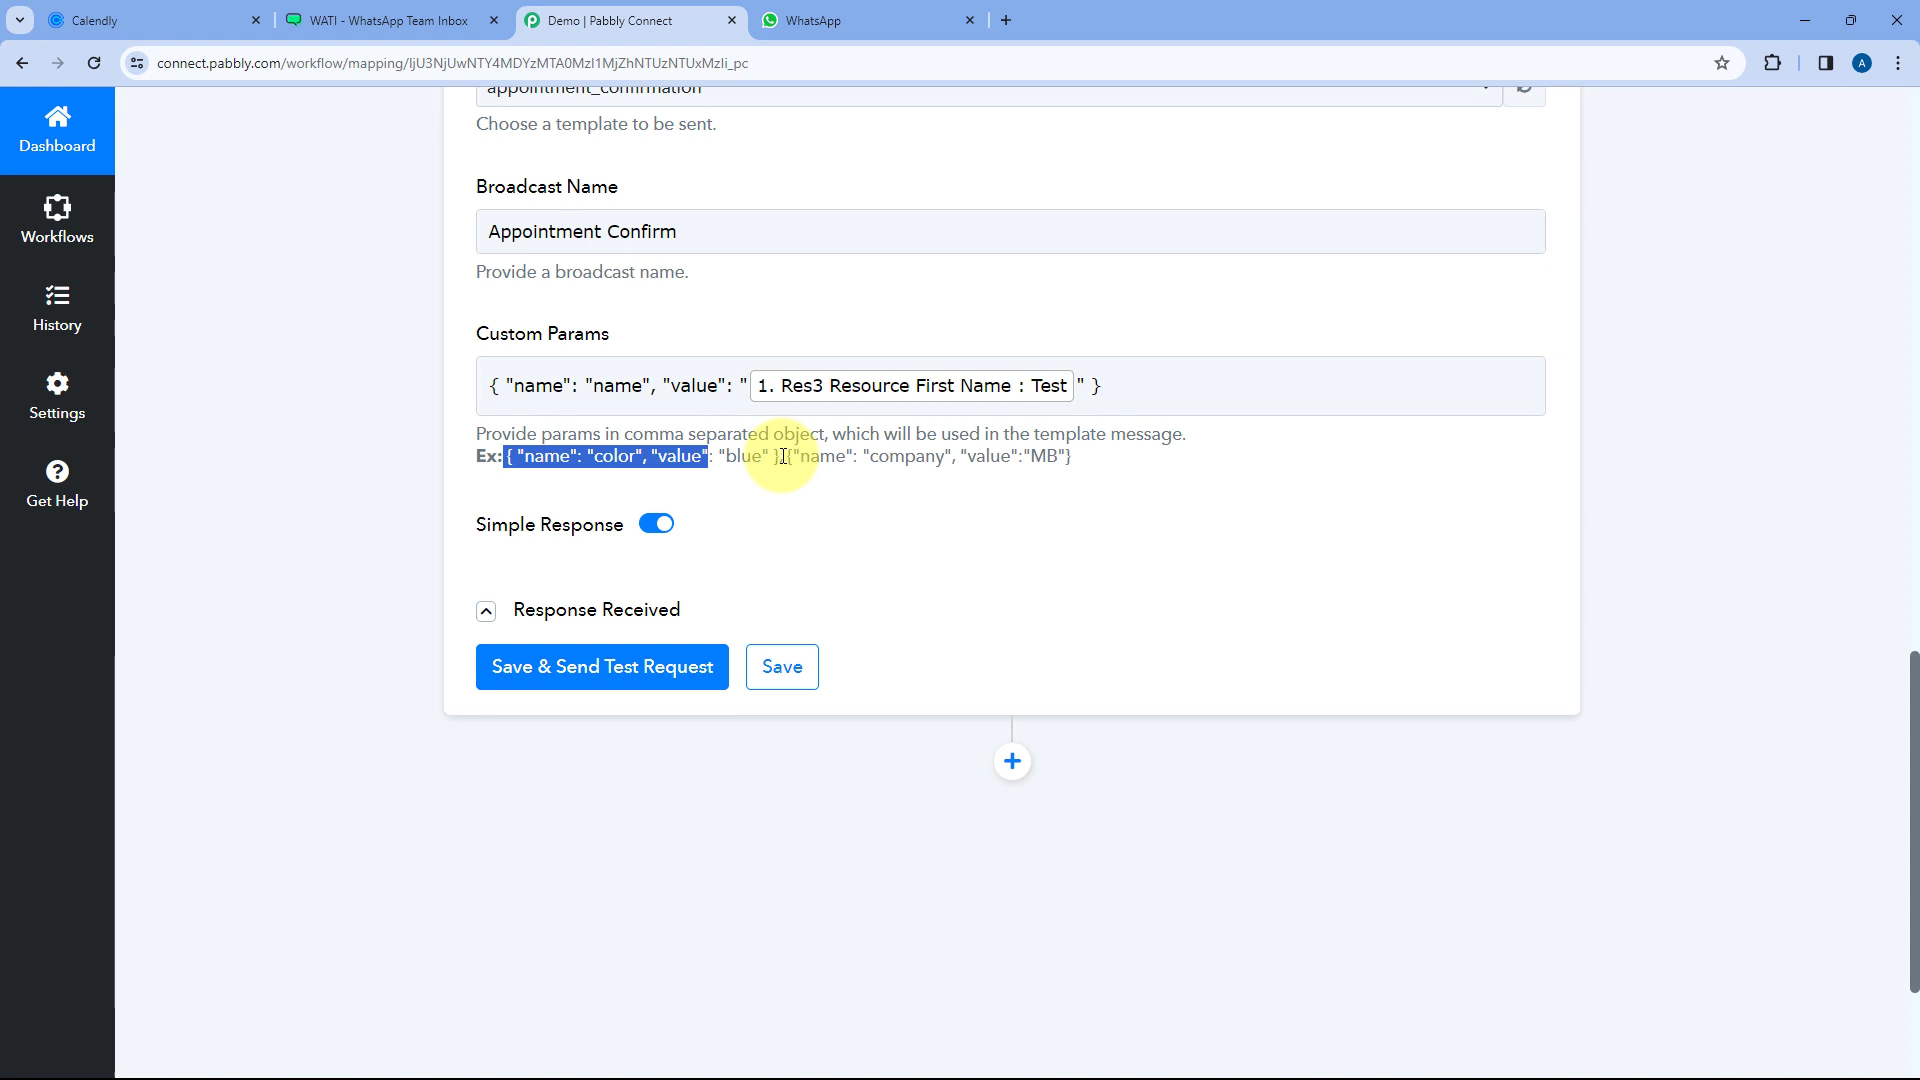 Calendly
WATI - WhatsApp Team Inbox
Demo | Pabbly Connect
WhatsApp
connect.pabbly.com/workflow/mapping/IjU3NjUwNTY4MDYzMTA0MzI1MjZhNTUzNTUxMzIi_pc
A
Dashboard
Workflows
History
Settings
Get Help
appointment_confirmation
Choose a template to be sent.
Broadcast Name
Appointment Confirm
Provide a broadcast name.
Custom Params
{ "name": "name", "value": " 1. Res3 Resource First Name : Test " }
Provide params in comma separated object, which will be used in the template message.
Ex: { "name": "color", "value": "blue" },{"name": "company", "value":"MB"}
Simple Response
Response Received
Save & Send Test Request
Save